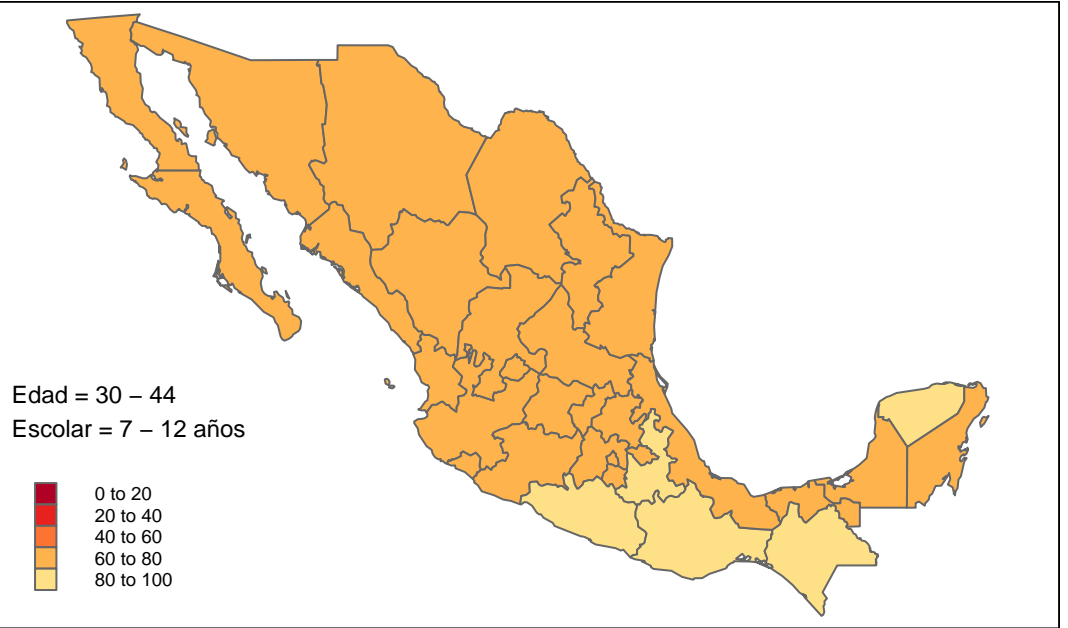 Edad = 30 − 44
Escolar = 7 − 12 años
0 to 20
20 to 40
40 to 60
60 to 80
80 to 100